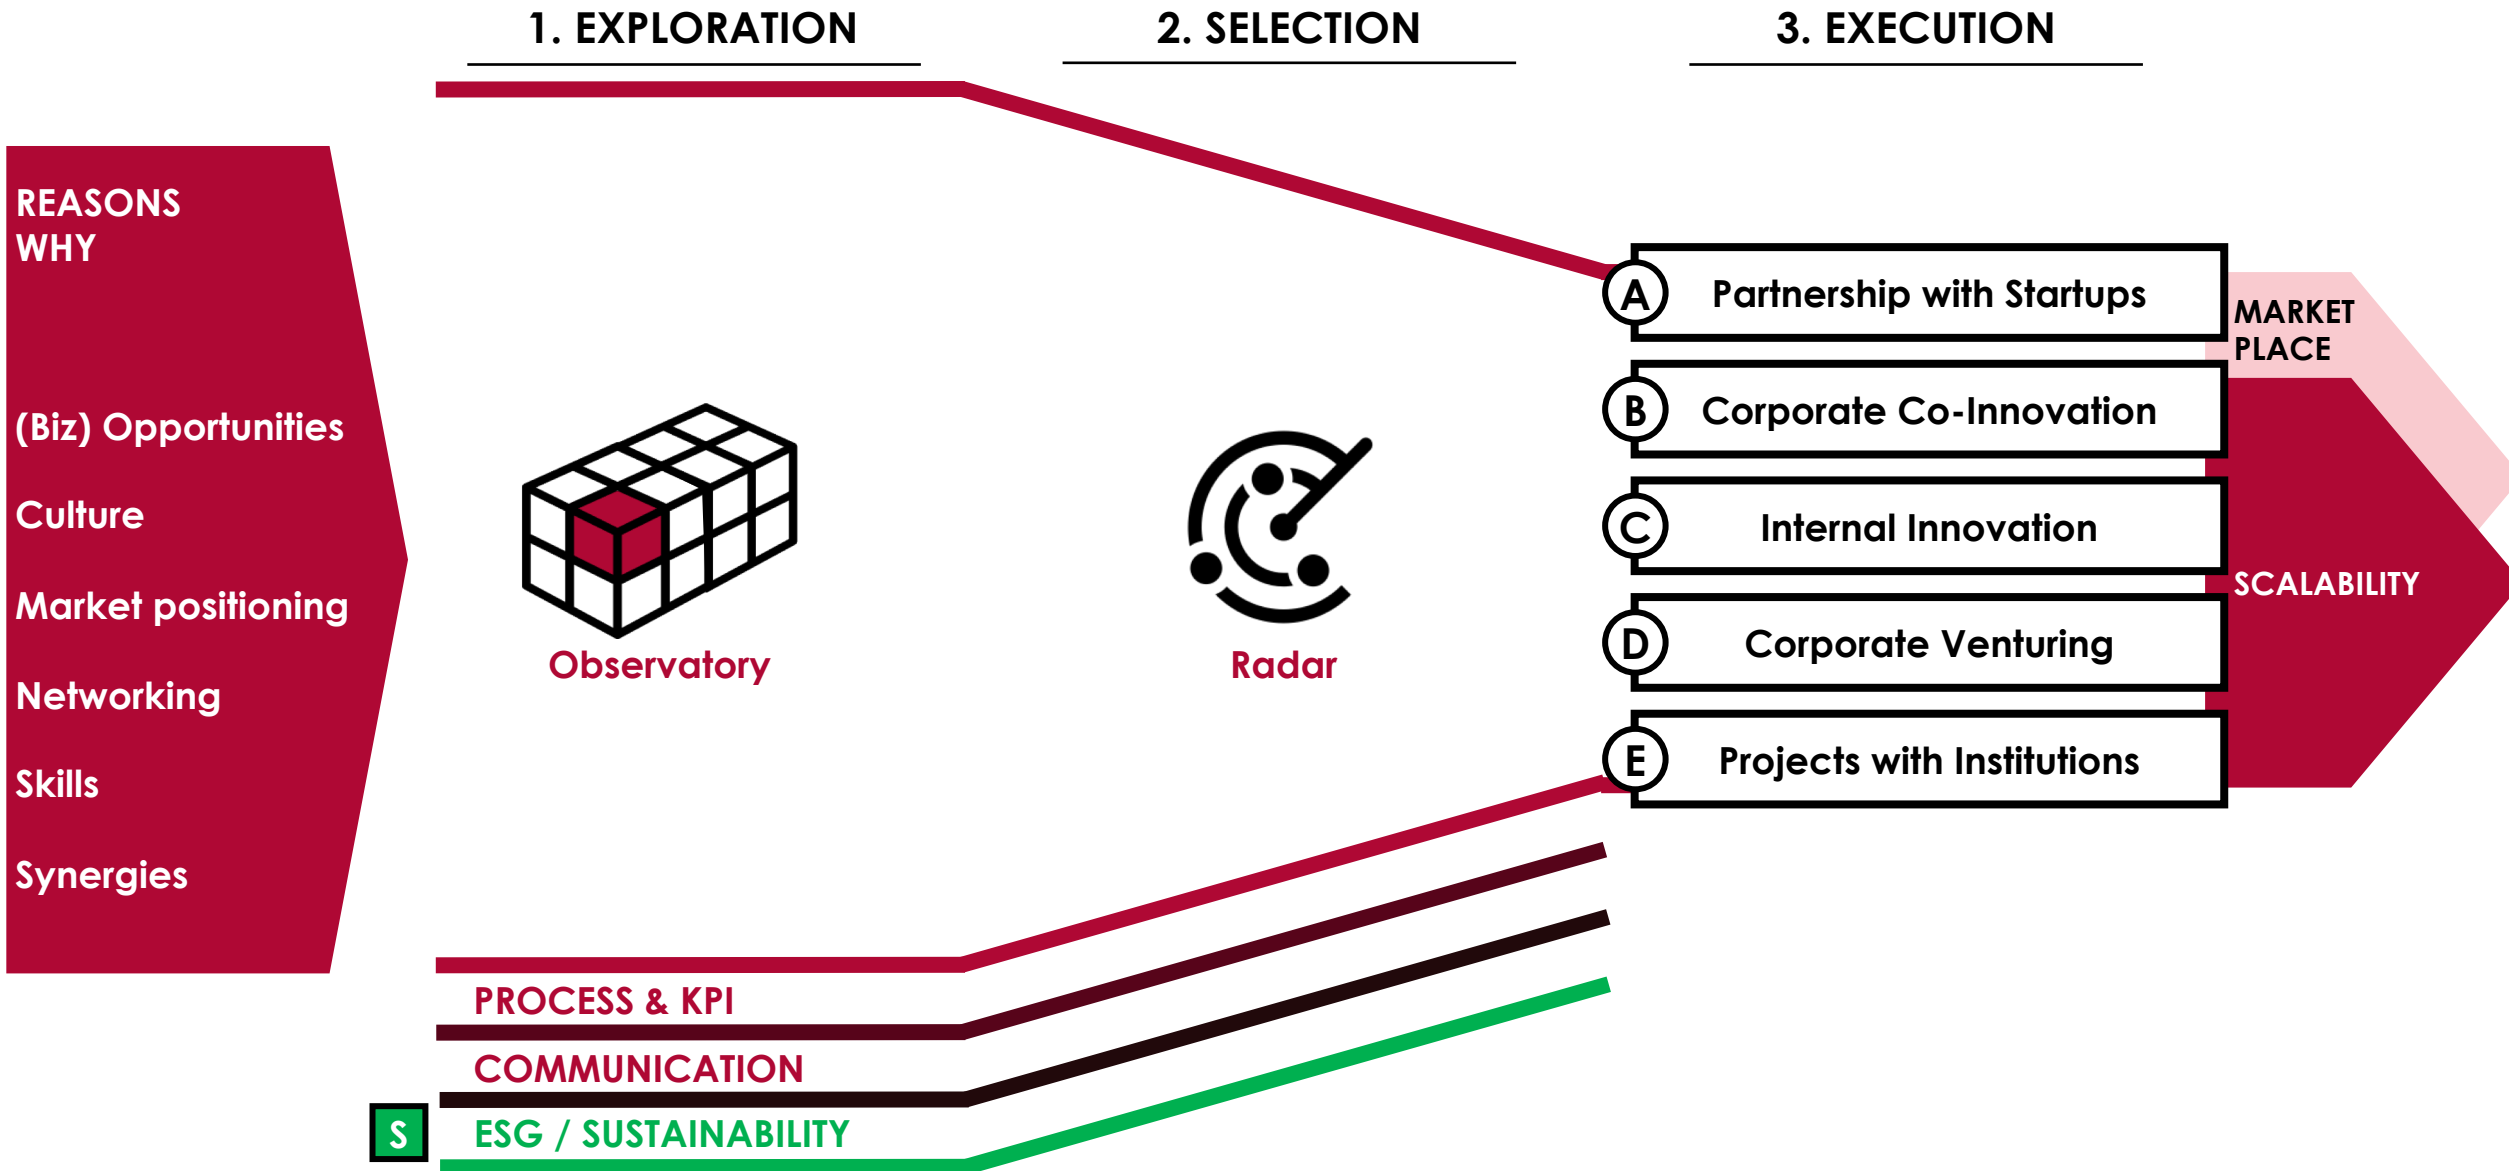 1. EXPLORATION
2. SELECTION
3. EXECUTION
REASONS
WHY
(Biz) Opportunities
Culture
Market positioning
Networking
Skills
Synergies
Observatory
Radar
A
Partnership with Startups
B
Corporate Co-Innovation
C
Internal Innovation
D
Corporate Venturing
E
Projects with Institutions
MARKET
PLACE
SCALABILITY
PROCESS & KPI
COMMUNICATION
S
ESG / SUSTAINABILITY